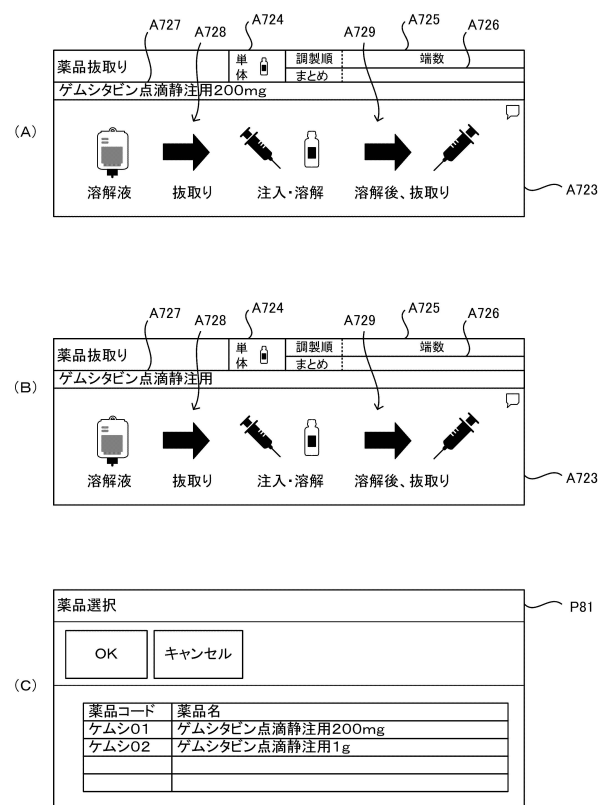 A727
A728
A724
A729
A725
A726
(A)
薬品抜取り
単体
調製順
端数
まとめ
ゲムシタビン点滴静注用200mg
溶解液
抜取り
注入・溶解
溶解後、抜取り
A723
A727
A728
A724
A729
A725
A726
(B)
薬品抜取り
単体
調製順
端数
まとめ
ゲムシタビン点滴静注用
溶解液
抜取り
注入・溶解
溶解後、抜取り
A723
(C)
薬品選択
P81
OK
キャンセル
薬品コード 薬品名
ケムシ01 ゲムシタビン点滴静注用200mg
ケムシ02 ゲムシタビン点滴静注用1g